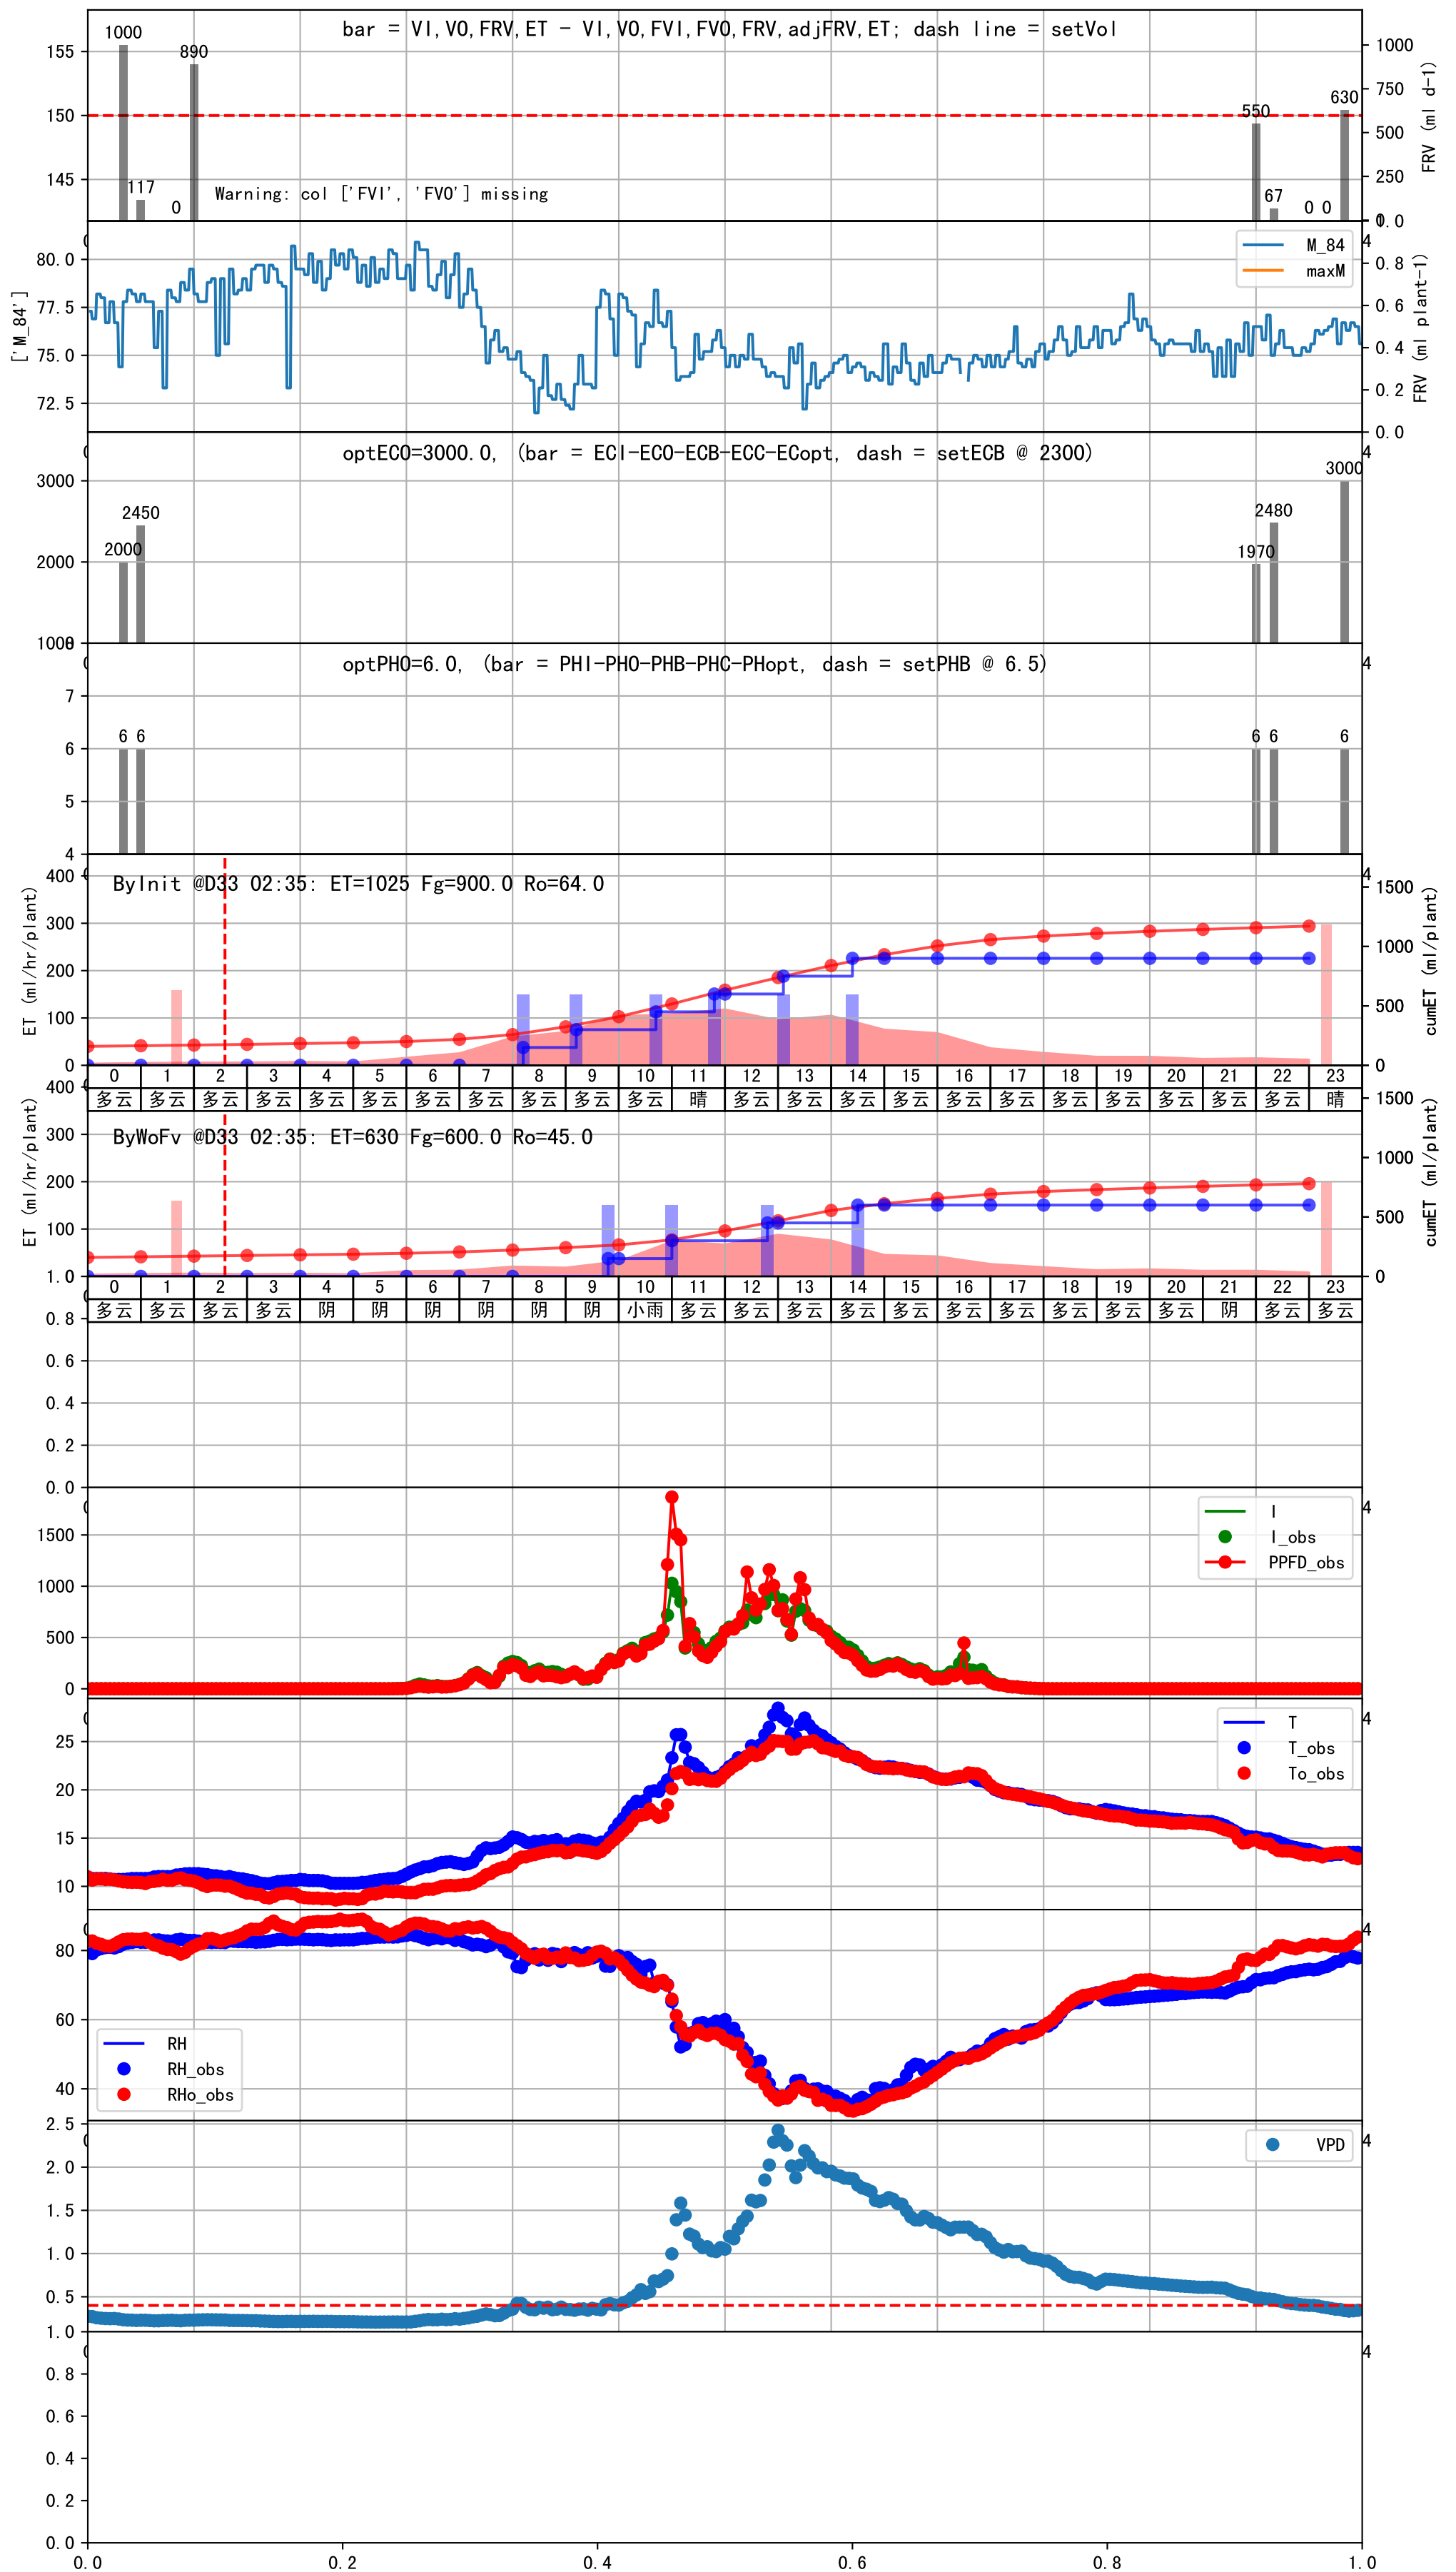 bar = VI,VO,FRV,ET - VI,VO,FVI,FVO,FRV,adjFRV,ET; dash line = setVol
1000
890
117
0
550
67
0 0
630
Warning: col ['FVI', 'FVO'] missing
155
150
145
1000
750
500
250
0
FRV (ml d-1)
['M_84']
80.0
77.5
75.0
72.5
M_84
maxM
1.0
0.8
0.6
0.4
0.2
0.0
FRV (ml plant-1)
optECO=3000.0, (bar = ECI-ECO-ECB-ECC-ECopt, dash = setECB @ 2300)
3000
2000
1000
2000
2450
1970
2480
3000
optPHO=6.0, (bar = PHI-PHO-PHB-PHC-PHopt, dash = setPHB @ 6.5)
7
6
5
4
6 6
6 6
6
ByInit @D33 02:35: ET=1025 Fg=900.0 Ro=64.0
ET (ml/hr/plant)
400
300
200
100
0
1500
1000
500
0
cumET (ml/plant)
0 1 2 3 4 5 6 7 8 9 10 11 12 13 14 15 16 17 18 19 20 21 22 23
多云 多云 多云 多云 多云 多云 多云 多云 多云 多云 多云 晴 多云 多云 多云 多云 多云 多云 多云 多云 多云 多云 多云 晴
ByWoFv @D33 02:35: ET=630 Fg=600.0 Ro=45.0
ET (ml/hr/plant)
400
300
200
100
1500
1000
500
0
cumET (ml/plant)
0 1 2 3 4 5 6 7 8 9 10 11 12 13 14 15 16 17 18 19 20 21 22 23
多云 多云 多云 多云 阴 阴 阴 阴 阴 阴 小雨 多云 多云 多云 多云 多云 多云 多云 多云 多云 多云 阴 多云 多云
1.0
0.8
0.6
0.4
0.2
0.0
1500
1000
500
0
I
I_obs
PPFD_obs
25
20
15
10
T
T_obs
To_obs
80
60
40
RH
RH_obs
RHo_obs
2.5
2.0
1.5
1.0
0.5
VPD
1.0
0.8
0.6
0.4
0.2
0.0
0.0 0.2 0.4 0.6 0.8 1.0